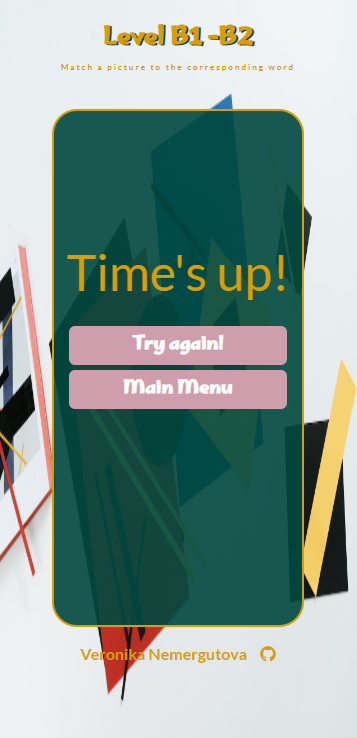 Level B1 -B2
Match a picture to the corresponding word
Time's up!
Try again!
Main Menu
Veronika Nemergutova